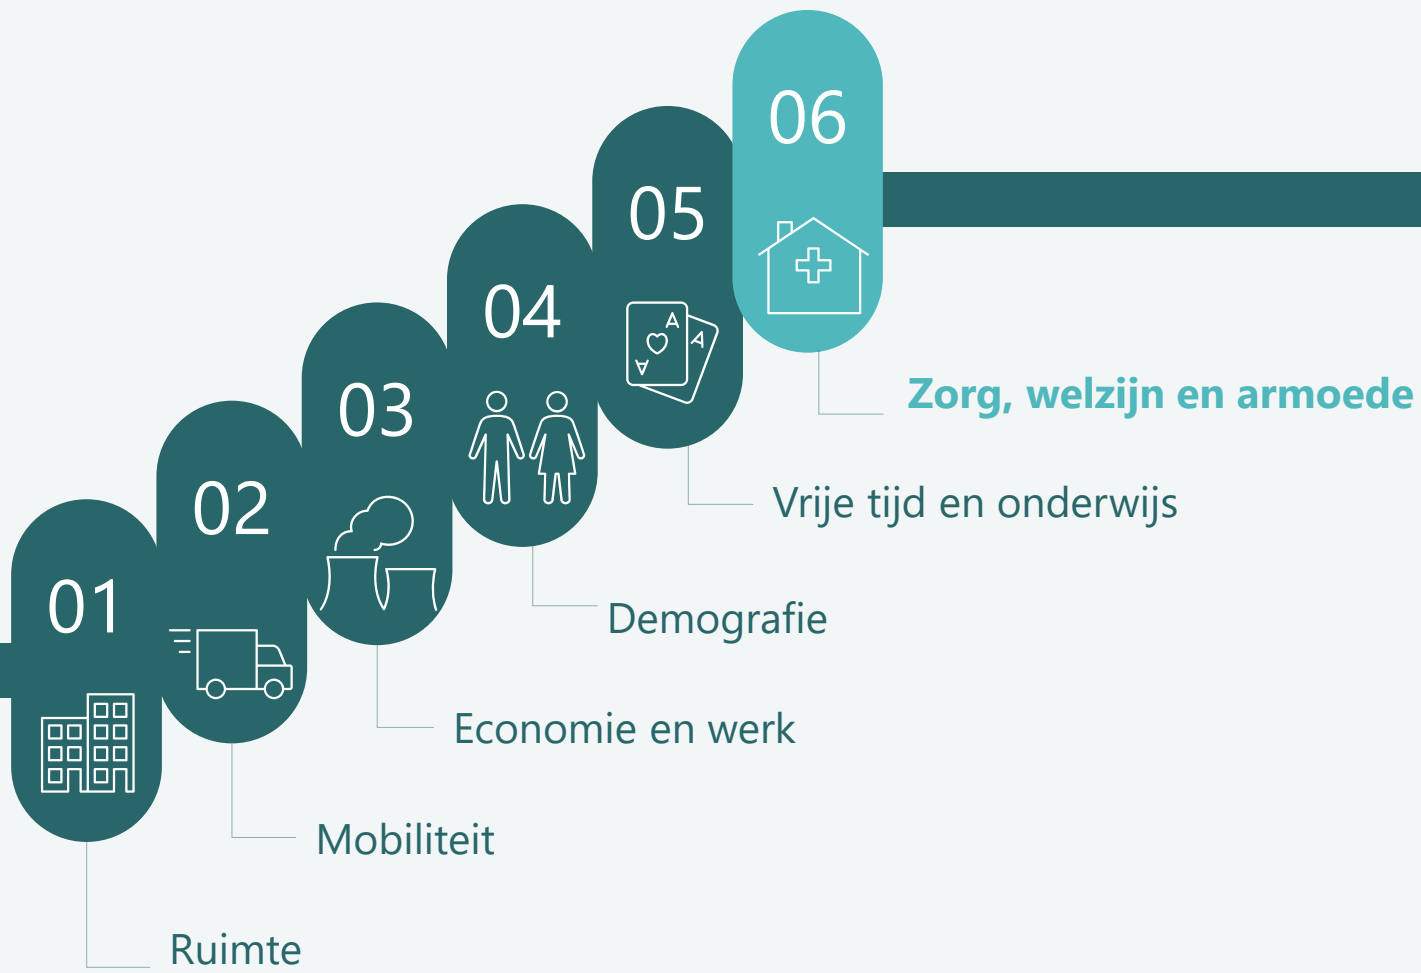 06
05
04
03
02
01
Zorg, welzijn en armoede
Vrije tijd en onderwijs
Demografie
Economie en werk
Mobiliteit
Ruimte
A
A
A